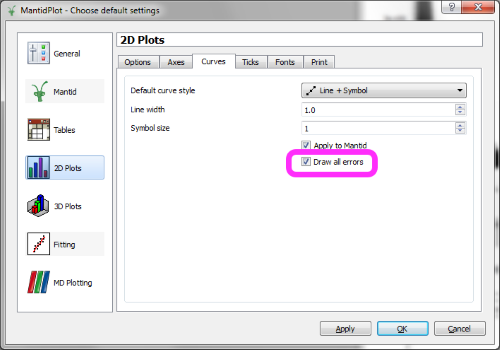 MantidPlot - Choose default settings
General
Mantid
Tables
2D Plots
3D Plots
Fitting
MD Plotting
2D Plots
Options Axes Curves Ticks Fonts Print
Default curve style Line + Symbol
Line width 1.0
Symbol size 1
Apply to Mantid
Draw all errors
Apply OK Cancel